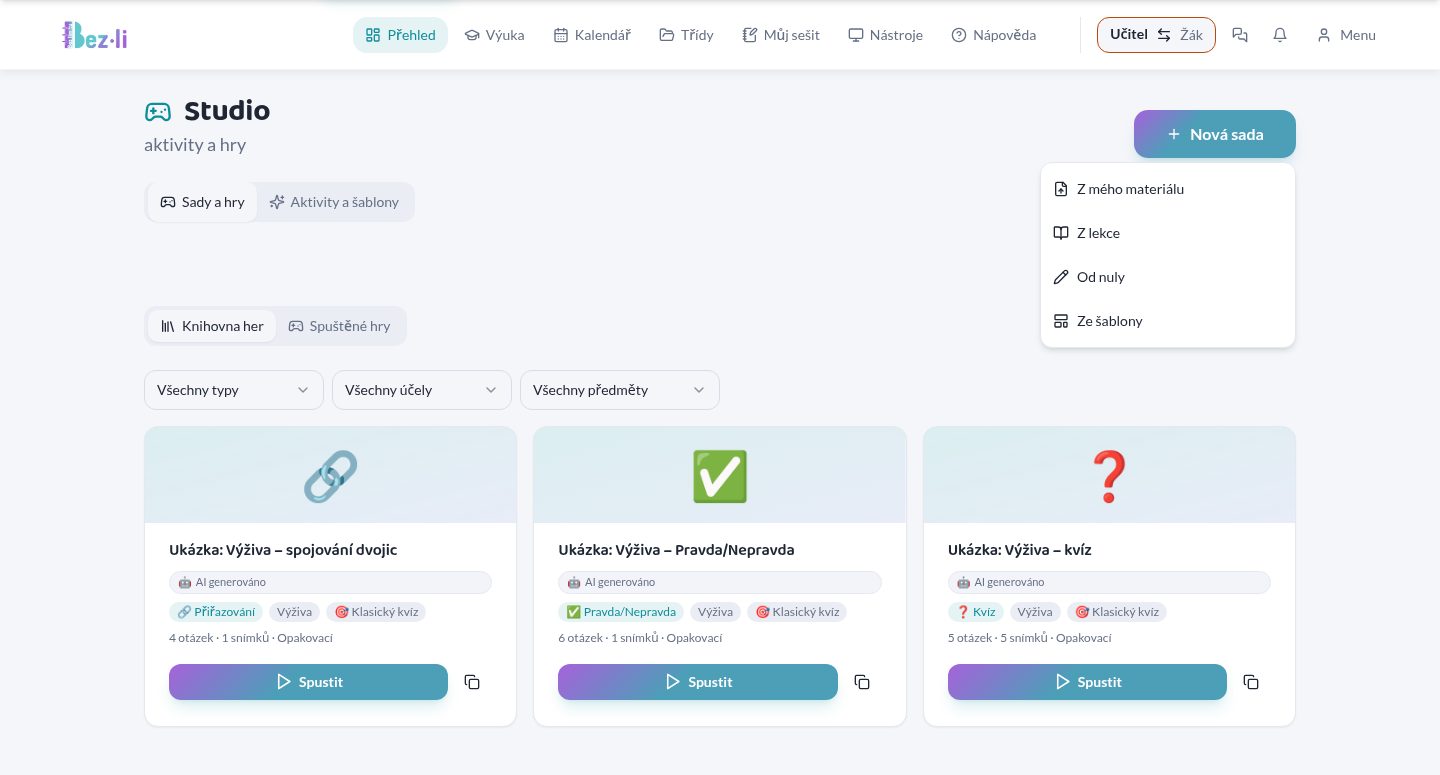 Bez·li
Přehled
Výuka
Kalendář
Třídy
Můj sešit
Nástroje
Nápověda
Učitel
Žák
Menu
Studio
aktivity a hry
Nová sada
Z mého materiálu
Z lekce
Od nuly
Ze šablony
Sady a hry
Aktivity a šablony
Knihovna her
Spuštěné hry
Všechny typy
Všechny účely
Všechny předměty
Ukázka: Výživa – spojování dvojic
AI generováno
Přiřazování
Výživa
Klasický kvíz
4 otázek · 1 snímků · Opakovací
Spustit
Ukázka: Výživa – Pravda/Nepravda
AI generováno
Pravda/Nepravda
Výživa
Klasický kvíz
6 otázek · 1 snímků · Opakovací
Spustit
Ukázka: Výživa – kvíz
AI generováno
Kvíz
Výživa
Klasický kvíz
5 otázek · 5 snímků · Opakovací
Spustit